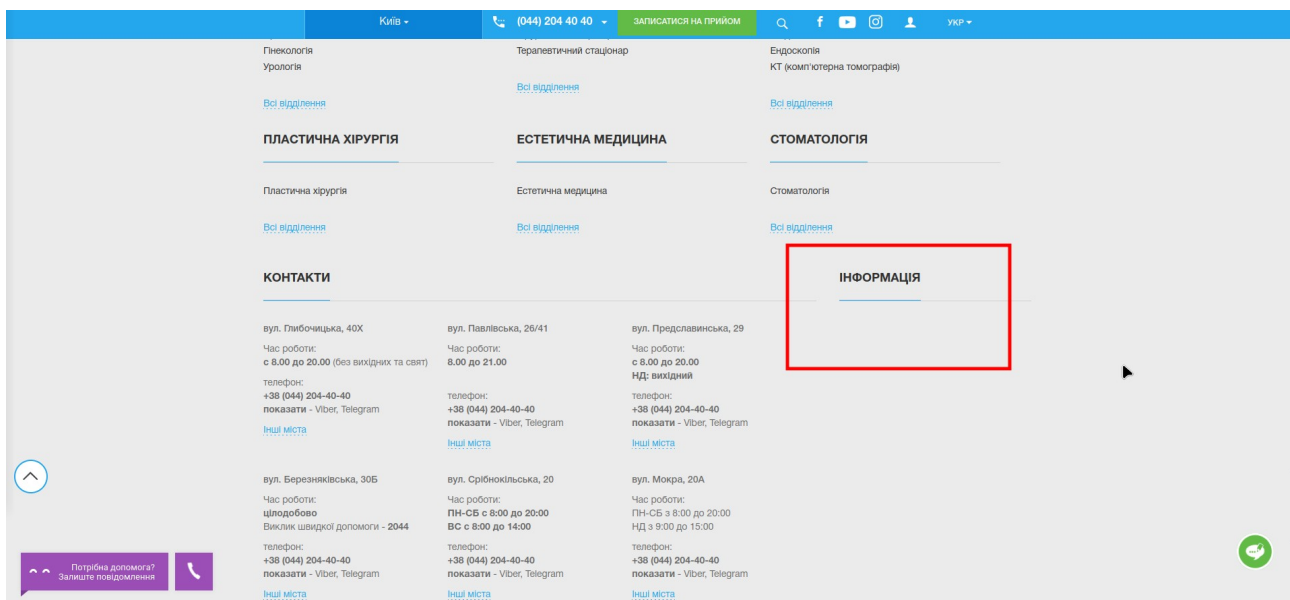 Київ
(044) 204 40 40
ЗАПИСАТИСЯ НА ПРИЙОМ
УКР
Гінекологія
Терапевтичний стаціонар
Ендоскопія
Урологія
КТ (комп'ютерна томографія)
Всі відділення
Всі відділення
Всі відділення
ПЛАСТИЧНА ХІРУРГІЯ
ЕСТЕТИЧНА МЕДИЦИНА
СТОМАТОЛОГІЯ
Пластична хірургія
Естетична медицина
Стоматологія
Всі відділення
Всі відділення
Всі відділення
КОНТАКТИ
ІНФОРМАЦІЯ
вул. Глибочицька, 40Х
Час роботи:
с 8.00 до 20.00 (без вихідних та свят)
телефон:
+38 (044) 204-40-40
показати - Viber, Telegram
Інші міста
вул. Павлівська, 26/41
Час роботи:
8.00 до 21.00
телефон:
+38 (044) 204-40-40
показати - Viber, Telegram
Інші міста
вул. Предславинська, 29
Час роботи:
с 8.00 до 20.00
НД: вихідний
телефон:
+38 (044) 204-40-40
показати - Viber, Telegram
Інші міста
вул. Березняківська, 30Б
Час роботи:
цілодобово
Виклик швидкої допомоги - 2044
телефон:
+38 (044) 204-40-40
показати - Viber, Telegram
Інші міста
вул. Срібнокільська, 20
Час роботи:
ПН-СБ с 8:00 до 20:00
ВС с 8:00 до 14:00
телефон:
+38 (044) 204-40-40
показати - Viber, Telegram
Інші міста
вул. Мокра, 20А
Час роботи:
ПН-СБ з 8:00 до 20:00
НД з 9:00 до 15:00
телефон:
+38 (044) 204-40-40
показати - Viber, Telegram
Інші міста
Потрібна допомога?
Залиште повідомлення